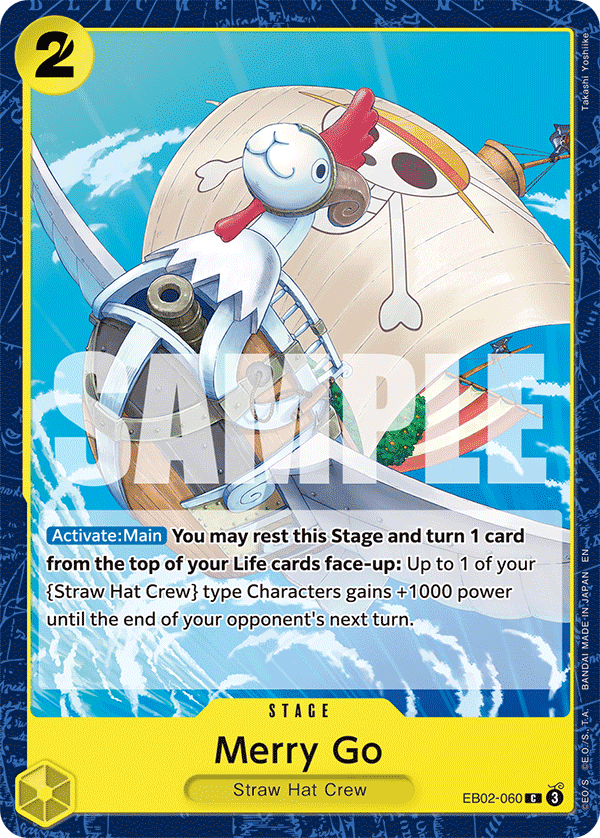 2
Takashi Yoshiike
SAMPLE
Activate:Main You may rest this Stage and turn 1 card
from the top of your Life cards face-up: Up to 1 of your
{Straw Hat Crew} type Characters gains +1000 power
until the end of your opponent's next turn.
©E.O./S. ©E.O./S.,T.A. BANDAI MADE IN JAPAN EN
STAGE
Merry Go
Straw Hat Crew
EB02-060 C 3